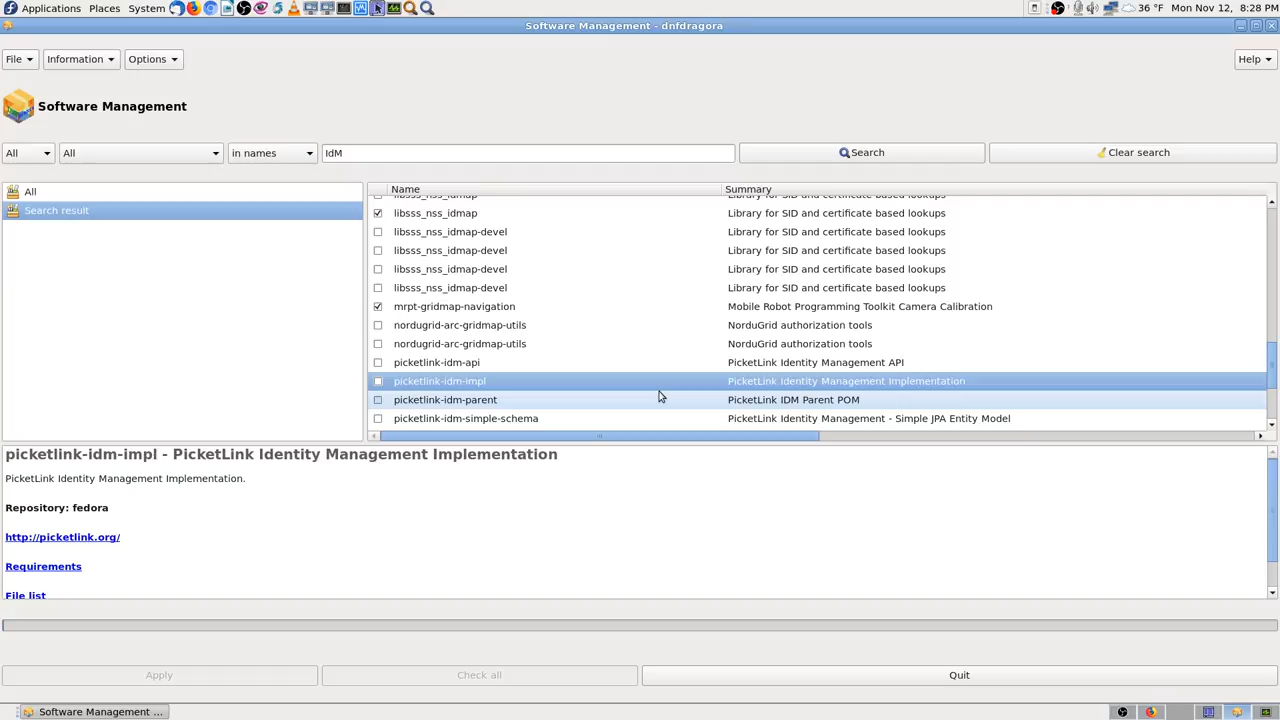 Applications Places System 36 °F Mon Nov 12, 8:28 PM
Software Management - dnfdragora
File Information Options Help
Software Management
All All in names IdM Search Clear search
All
Search result
Name Summary
libsss_nss_idmap Library for SID and certificate based lookups
libsss_nss_idmap Library for SID and certificate based lookups
libsss_nss_idmap-devel Library for SID and certificate based lookups
libsss_nss_idmap-devel Library for SID and certificate based lookups
libsss_nss_idmap-devel Library for SID and certificate based lookups
libsss_nss_idmap-devel Library for SID and certificate based lookups
mrpt-gridmap-navigation Mobile Robot Programming Toolkit Camera Calibration
nordugrid-arc-gridmap-utils NorduGrid authorization tools
nordugrid-arc-gridmap-utils NorduGrid authorization tools
picketlink-idm-api PicketLink Identity Management API
picketlink-idm-impl PicketLink Identity Management Implementation
picketlink-idm-parent PicketLink IDM Parent POM
picketlink-idm-simple-schema PicketLink Identity Management - Simple JPA Entity Model
picketlink-idm-impl - PicketLink Identity Management Implementation
PicketLink Identity Management Implementation.
Repository: fedora
http://picketlink.org/
Requirements
File list
Apply Check all Quit
Software Management ...